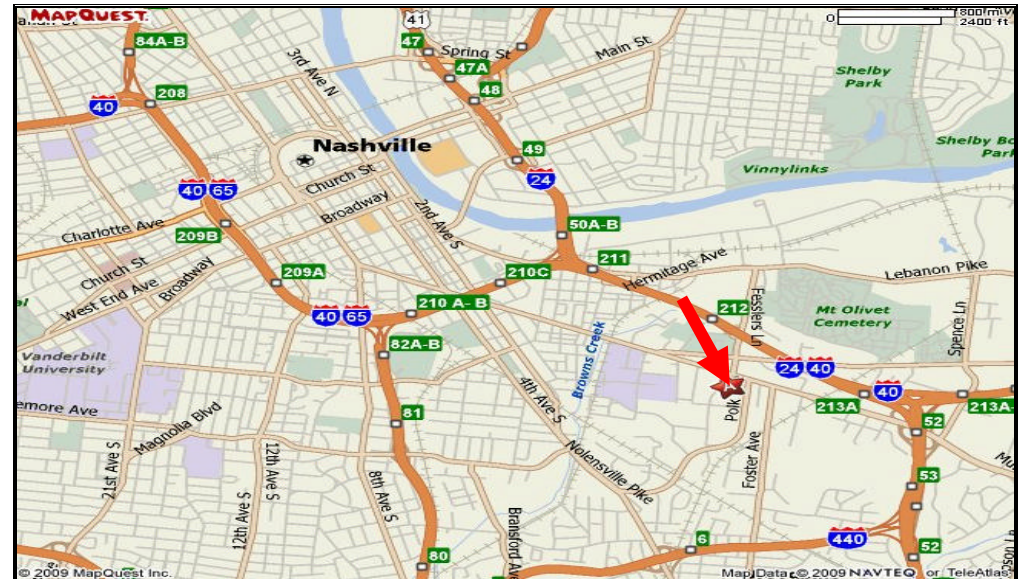 MAPQUEST.
41
0
800 m
2400 ft
84A-B
47
Spring St
Main St
47A
3rd Ave N
48
Shelby
Park
208
40
Nashville
49
Shelby Bo
Park
Vinnylinks
24
Church St
40 65
Broadway
2nd Ave S
50A-B
Charlotte Ave
209B
211
Hermitage Ave
Lebanon Pike
Church St
Broadway
209A
210C
West End Ave
210 A-B
Fesslers Ln
212
Mt Olivet
Cemetery
Spence Ln
40 65
82A-B
Browns Creek
Vanderbilt
University
24 40
40
4th Ave S
Polk
213A
213A
emore Ave
Magnolia Blvd
81
52
21st Ave S
12th Ave S
8th Ave S
Nolensville Pike
Foster Ave
53
12th Ave S
Bransford Ave
6
440
52
80
© 2009 MapQuest Inc.
Map Data © 2009 NAVTEQ or TeleAtlas